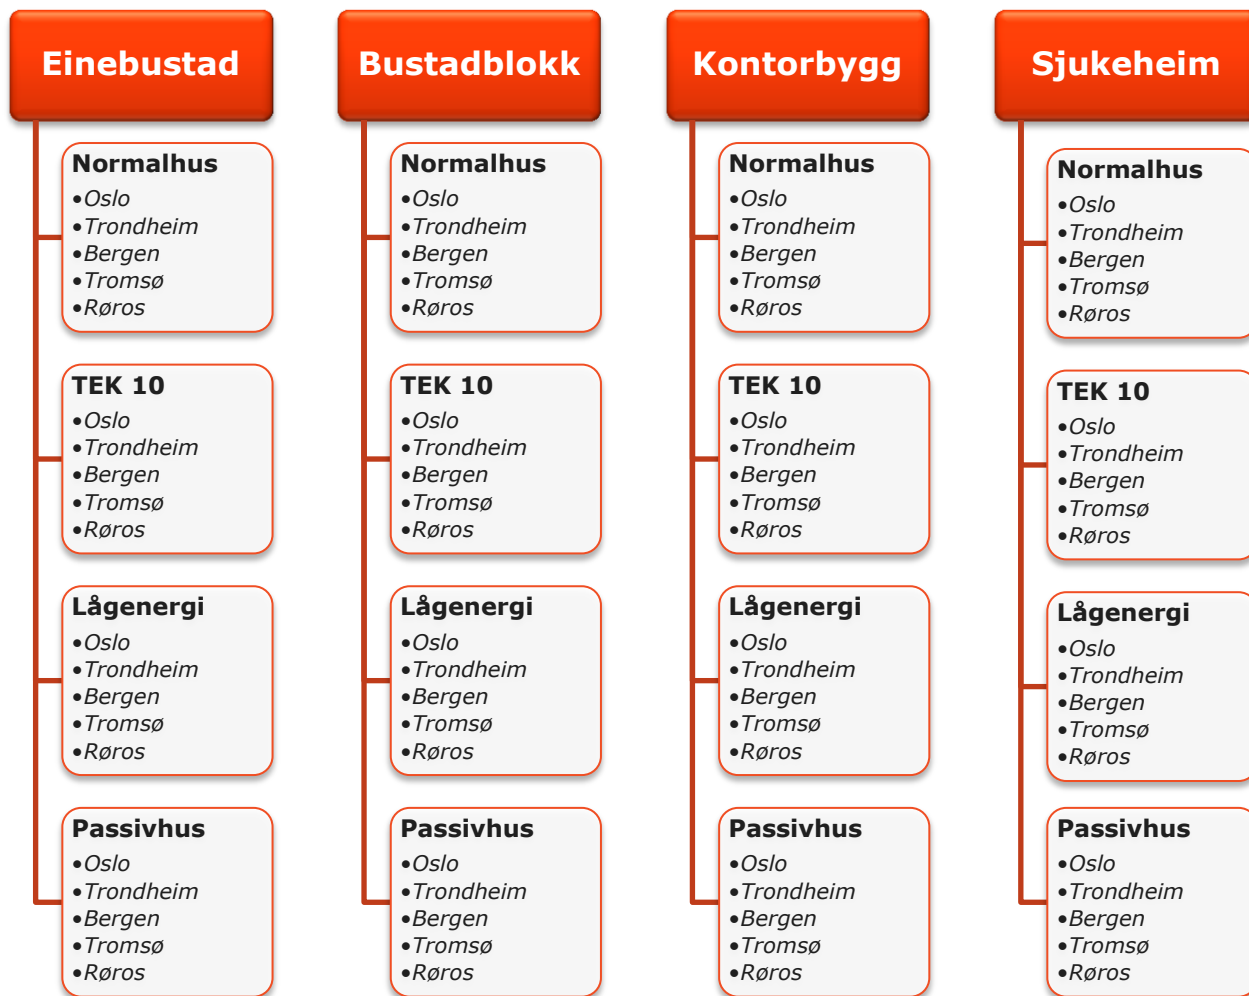 Einebustad
Normalhus
•Oslo
•Trondheim
•Bergen
•Tromsø
•Røros
TEK 10
•Oslo
•Trondheim
•Bergen
•Tromsø
•Røros
Lågenergi
•Oslo
•Trondheim
•Bergen
•Tromsø
•Røros
Passivhus
•Oslo
•Trondheim
•Bergen
•Tromsø
•Røros
Bustadblokk
Normalhus
•Oslo
•Trondheim
•Bergen
•Tromsø
•Røros
TEK 10
•Oslo
•Trondheim
•Bergen
•Tromsø
•Røros
Lågenergi
•Oslo
•Trondheim
•Bergen
•Tromsø
•Røros
Passivhus
•Oslo
•Trondheim
•Bergen
•Tromsø
•Røros
Kontorbygg
Normalhus
•Oslo
•Trondheim
•Bergen
•Tromsø
•Røros
TEK 10
•Oslo
•Trondheim
•Bergen
•Tromsø
•Røros
Lågenergi
•Oslo
•Trondheim
•Bergen
•Tromsø
•Røros
Passivhus
•Oslo
•Trondheim
•Bergen
•Tromsø
•Røros
Sjukeheim
Normalhus
•Oslo
•Trondheim
•Bergen
•Tromsø
•Røros
TEK 10
•Oslo
•Trondheim
•Bergen
•Tromsø
•Røros
Lågenergi
•Oslo
•Trondheim
•Bergen
•Tromsø
•Røros
Passivhus
•Oslo
•Trondheim
•Bergen
•Tromsø
•Røros